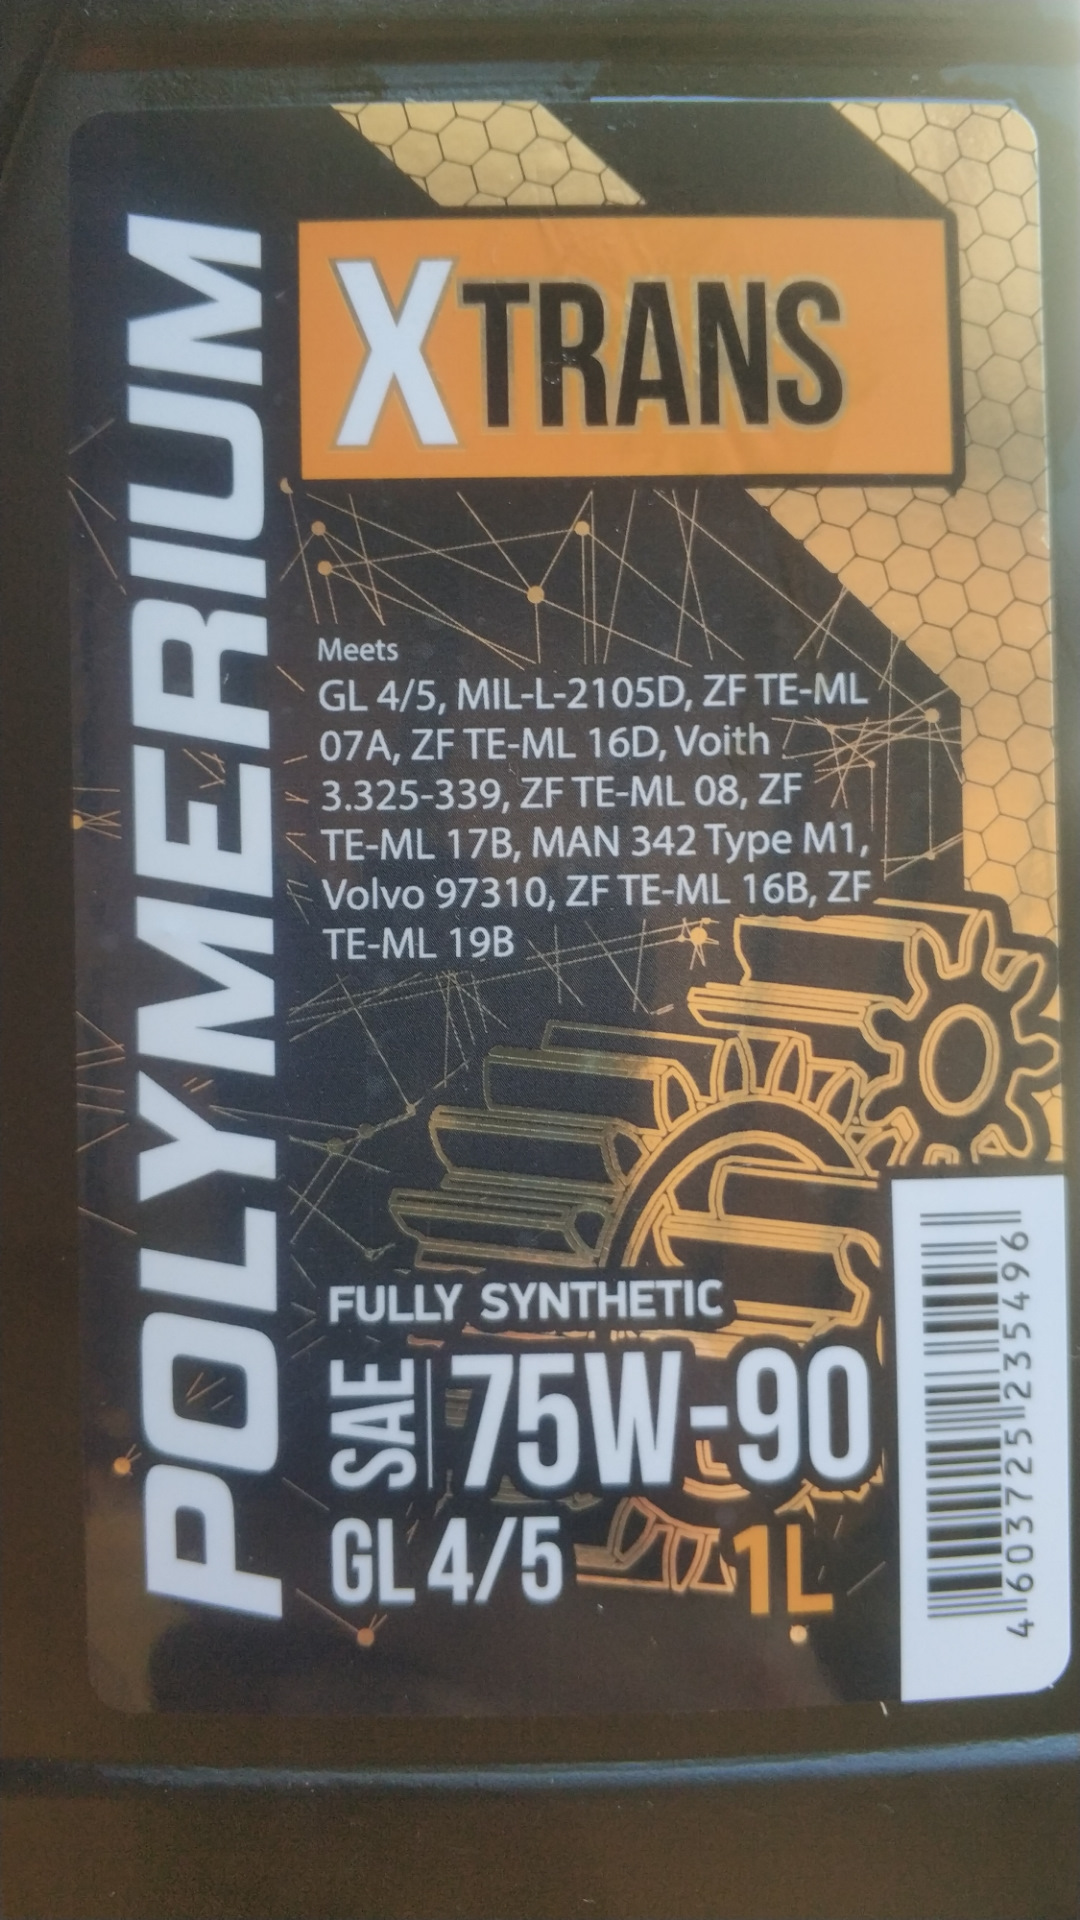 POLYMERIUM
XTRANS
Meets
GL 4/5, MIL-L-2105D, ZF TE-ML
07A, ZF TE-ML 16D, Voith
3.325-339, ZF TE-ML 08, ZF
TE-ML 17B, MAN 342 Type M1,
Volvo 97310, ZF TE-ML 16B, ZF
TE-ML 19B
FULLY SYNTHETIC
SAE 75W-90
GL 4/5 1L
4603725235496